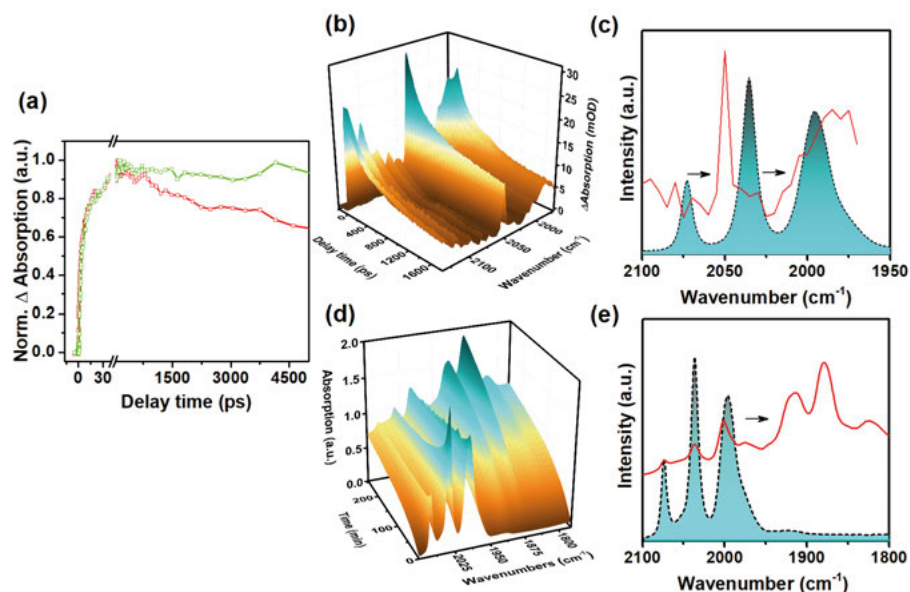 (a)
Norm. Δ Absorption (a.u.)
1.0
0.8
0.6
0.4
0.2
0.0
0 30 1500 3000 4500
Delay time (ps)
(b)
ΔAbsorption (mOD)
30
25
20
15
10
5
0
0
400
800
1200
1600
Delay time (ps)
2100
2050
2000
Wavenumber (cm⁻¹)
(c)
Intensity (a.u.)
2100 2050 2000 1950
Wavenumber (cm⁻¹)
(d)
Absorption (a.u.)
2.0
1.5
1.0
0.5
0.0
200
100
0
Time (min)
2025
1950
1875
1800
Wavenumbers (cm⁻¹)
(e)
Intensity (a.u.)
2100 2000 1900 1800
Wavenumber (cm⁻¹)